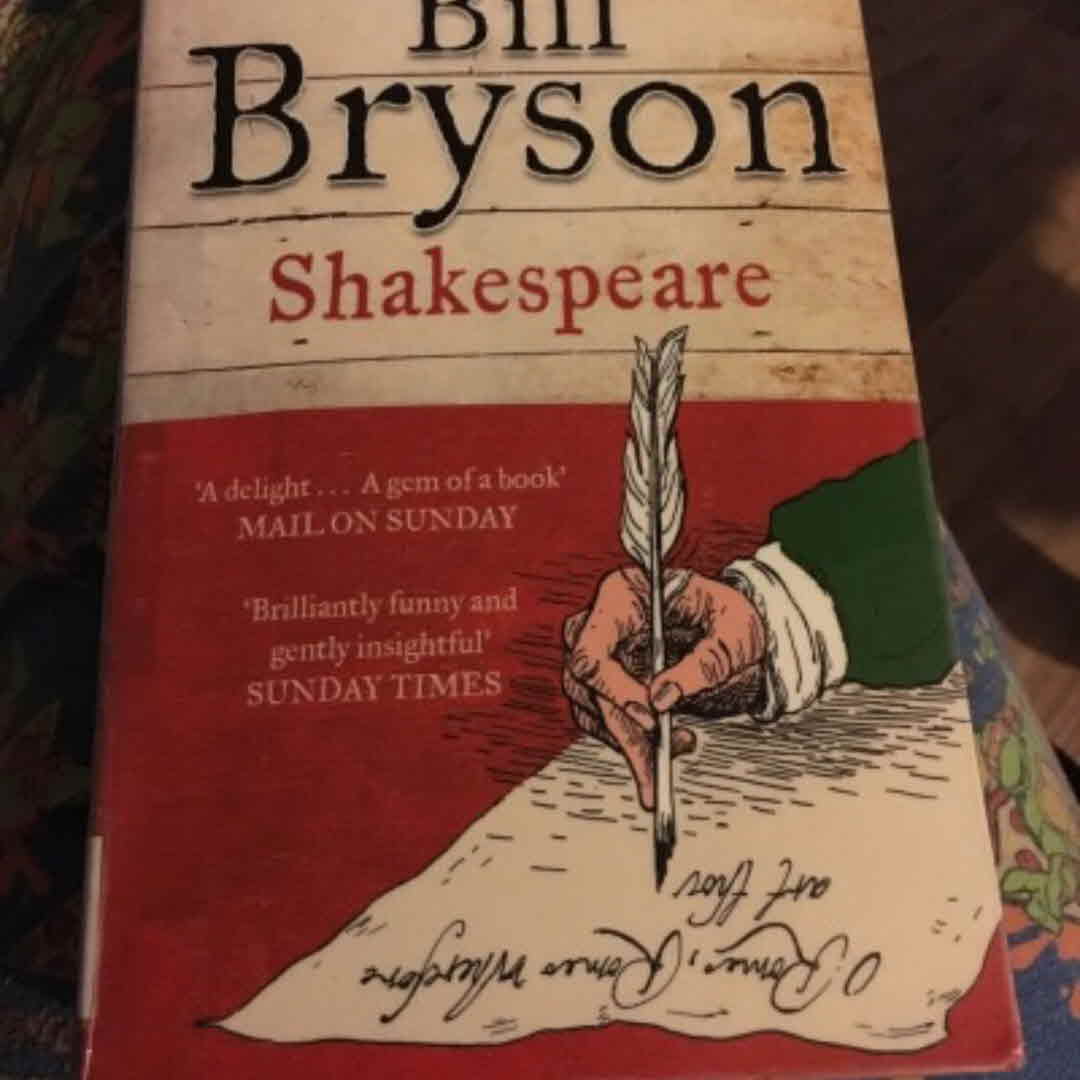 Bill
Bryson
Shakespeare
‘A delight . . . A gem of a book’
MAIL ON SUNDAY
‘Brilliantly funny and
gently insightful’
SUNDAY TIMES
O Romeo, Romeo Wherefore
art thou